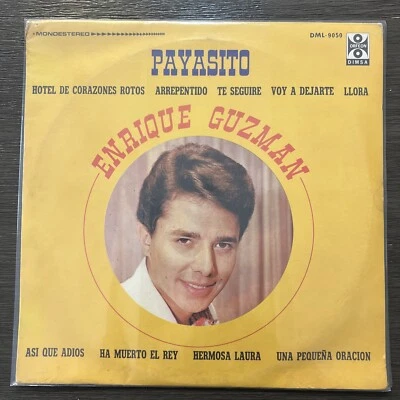 MONOESTEREO
DML-9050
ORFEON
DIMSA
PAYASITO
HOTEL DE CORAZONES ROTOS ARREPENTIDO TE SEGUIRE VOY A DEJARTE LLORA
ENRIQUE GUZMAN
ASI QUE ADIOS HA MUERTO EL REY HERMOSA LAURA UNA PEQUEÑA ORACION